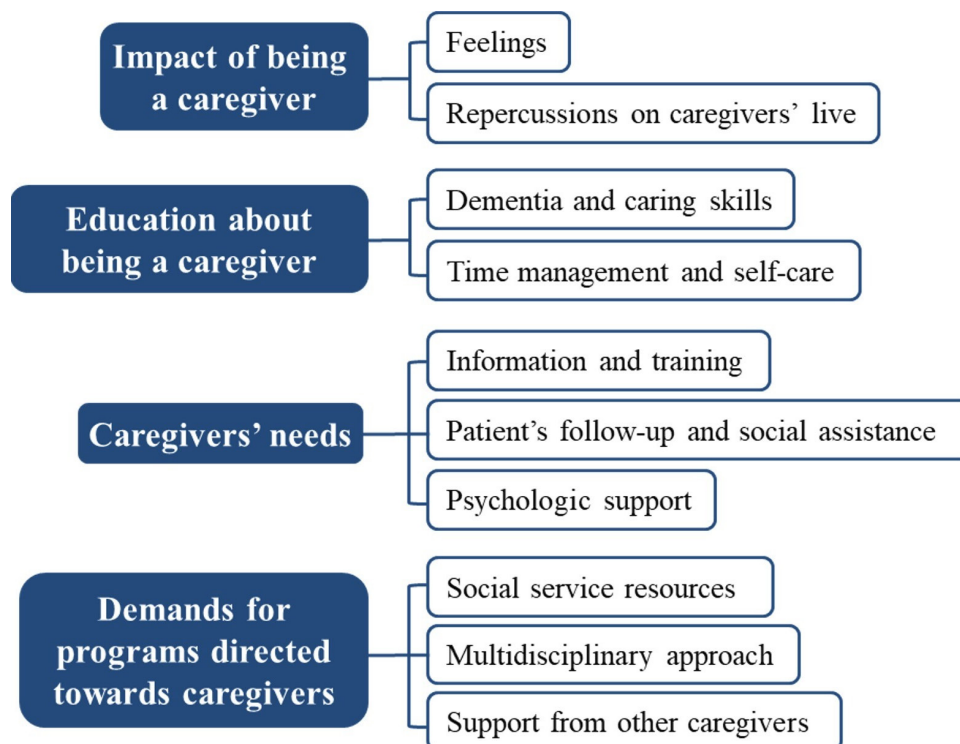 Impact of being
a caregiver
Feelings
Repercussions on caregivers’ live
Education about
being a caregiver
Dementia and caring skills
Time management and self-care
Caregivers’ needs
Information and training
Patient’s follow-up and social assistance
Psychologic support
Demands for
programs directed
towards caregivers
Social service resources
Multidisciplinary approach
Support from other caregivers